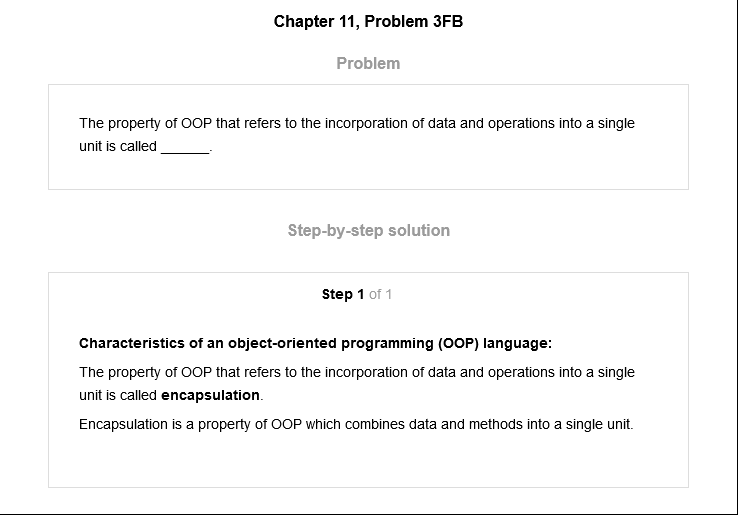 Chapter 11, Problem 3FB
Problem
The property of OOP that refers to the incorporation of data and operations into a single
unit is called ______.
Step-by-step solution
Step 1 of 1
Characteristics of an object-oriented programming (OOP) language:
The property of OOP that refers to the incorporation of data and operations into a single
unit is called encapsulation.
Encapsulation is a property of OOP which combines data and methods into a single unit.